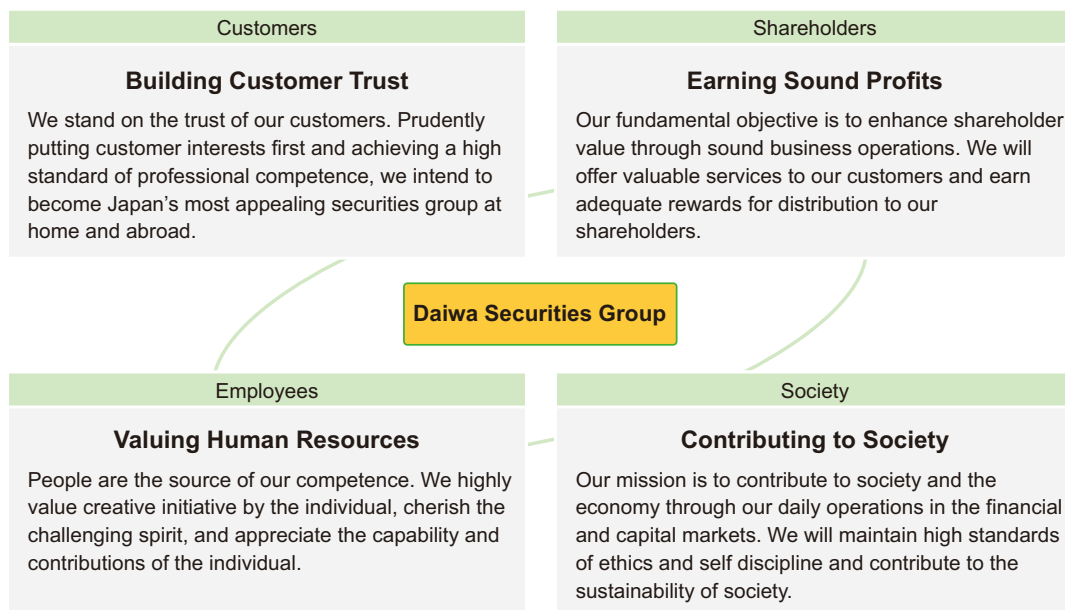 Customers
Building Customer Trust
We stand on the trust of our customers. Prudently
putting customer interests first and achieving a high
standard of professional competence, we intend to
become Japan’s most appealing securities group at
home and abroad.
Shareholders
Earning Sound Profits
Our fundamental objective is to enhance shareholder
value through sound business operations. We will
offer valuable services to our customers and earn
adequate rewards for distribution to our
shareholders.
Daiwa Securities Group
Employees
Valuing Human Resources
People are the source of our competence. We highly
value creative initiative by the individual, cherish the
challenging spirit, and appreciate the capability and
contributions of the individual.
Society
Contributing to Society
Our mission is to contribute to society and the
economy through our daily operations in the financial
and capital markets. We will maintain high standards
of ethics and self discipline and contribute to the
sustainability of society.